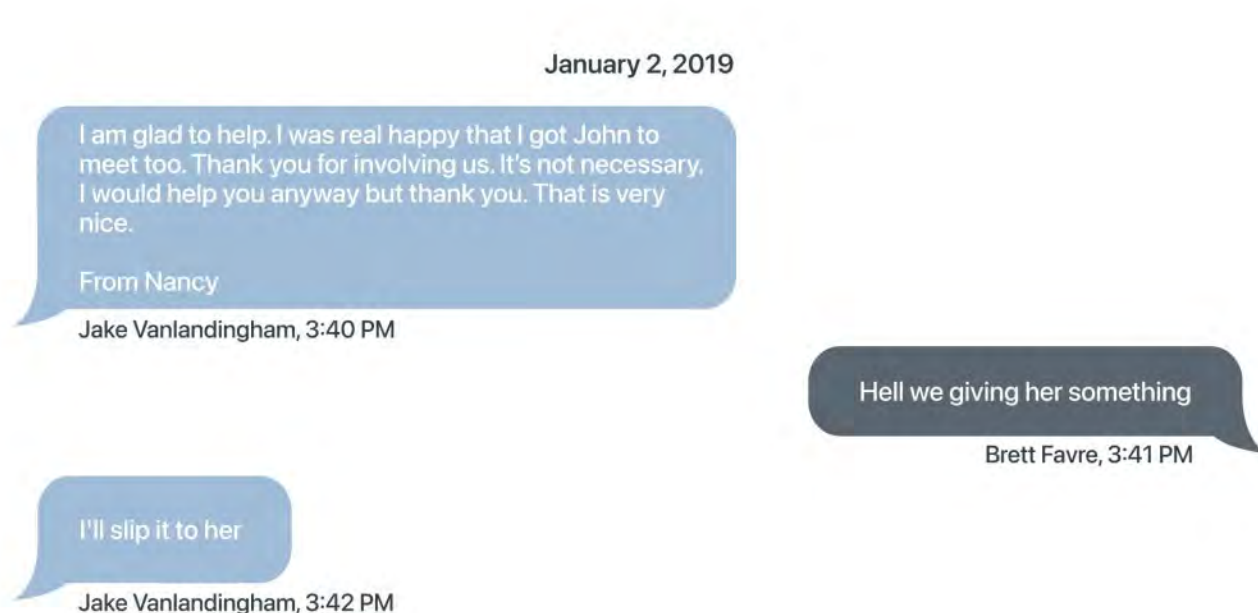 January 2, 2019
I am glad to help. I was real happy that I got John to
meet too. Thank you for involving us. It's not necessary,
I would help you anyway but thank you. That is very
nice.
From Nancy
Jake Vanlandingham, 3:40 PM
Hell we giving her something
Brett Favre, 3:41 PM
I'll slip it to her
Jake Vanlandingham, 3:42 PM